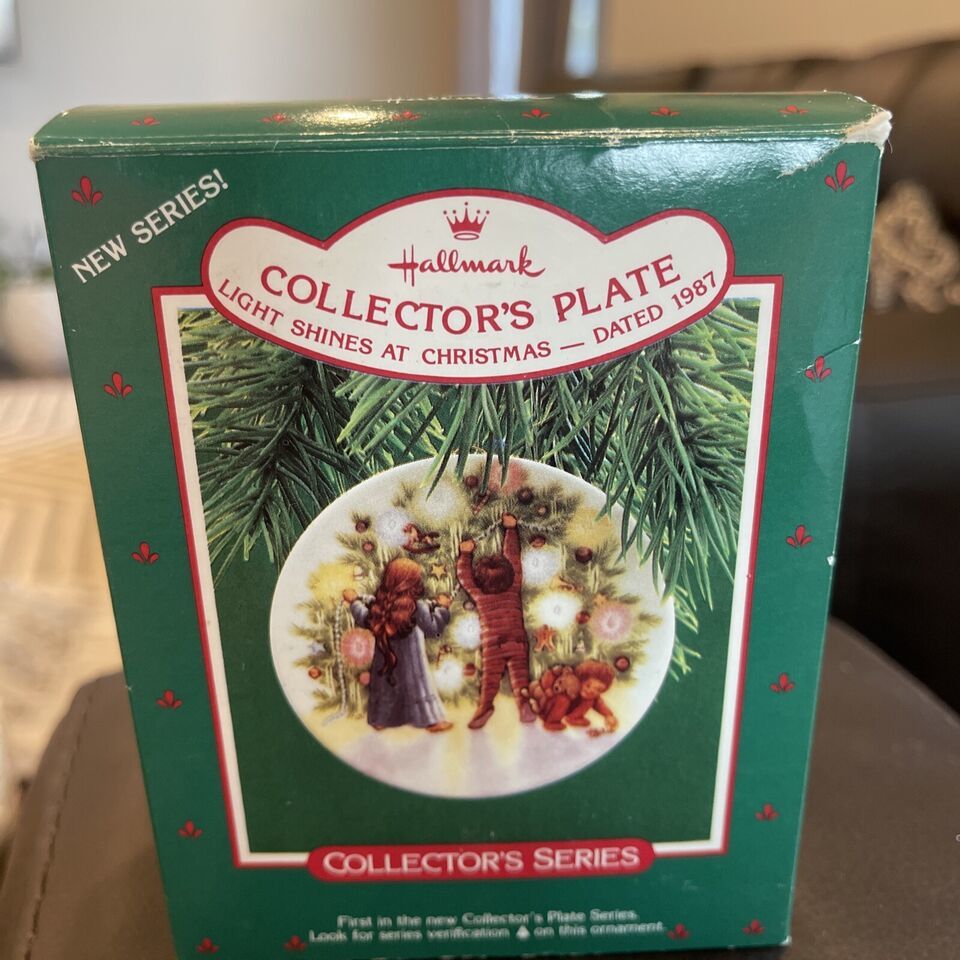 NEW SERIES!
Hallmark
COLLECTOR'S PLATE
LIGHT SHINES AT CHRISTMAS — DATED 1987
COLLECTOR'S SERIES
First in the new Collector's Plate Series.
Look for series verification ▲ on this ornament.